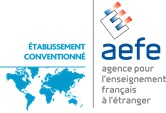 ÉTABLISSEMENT
CONVENTIONNÉ
aefe
agence pour
l'enseignement
français
à l'étranger